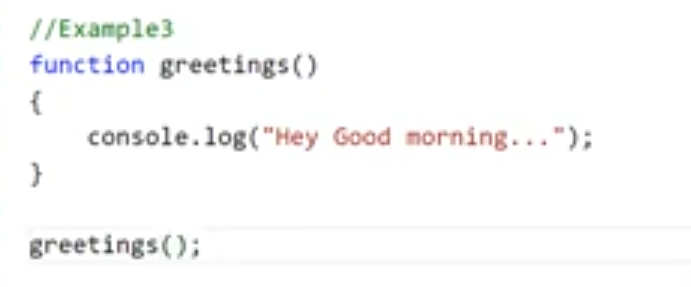 //Example3
function greetings()
{
    console.log("Hey Good morning...");
}
greetings();